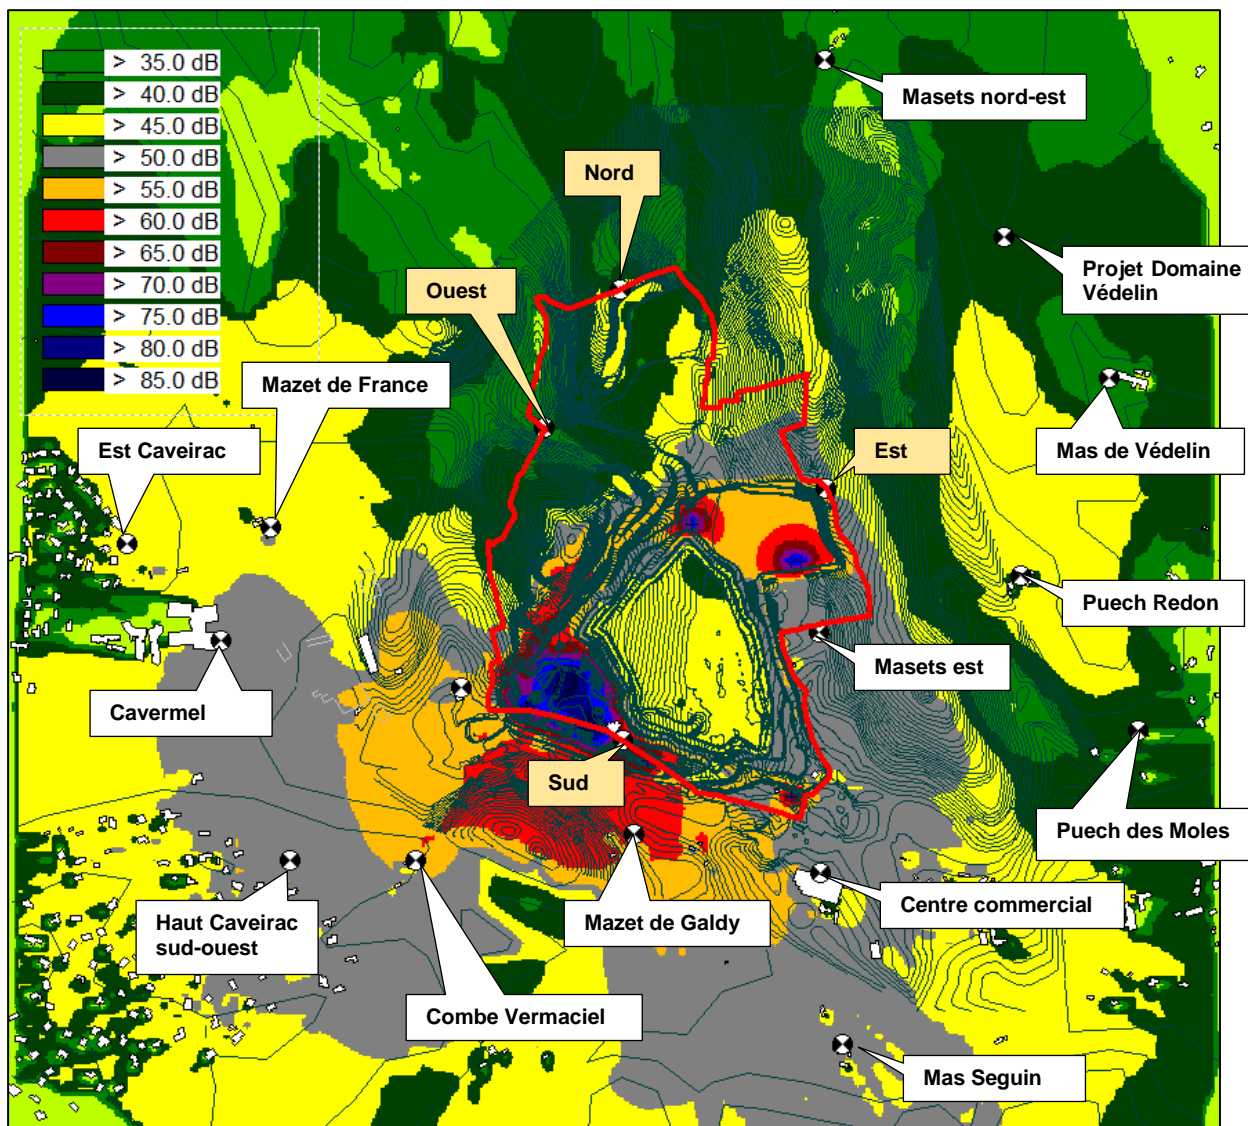 > 35.0 dB
> 40.0 dB
> 45.0 dB
> 50.0 dB
> 55.0 dB
> 60.0 dB
> 65.0 dB
> 70.0 dB
> 75.0 dB
> 80.0 dB
> 85.0 dB
Masets nord-est
Nord
Projet Domaine
Védelin
Ouest
Mazet de France
Mas de Védelin
Est Caveirac
Est
Puech Redon
Masets est
Cavermel
Sud
Puech des Moles
Centre commercial
Haut Caveirac
sud-ouest
Mazet de Galdy
Combe Vermaciel
Mas Seguin